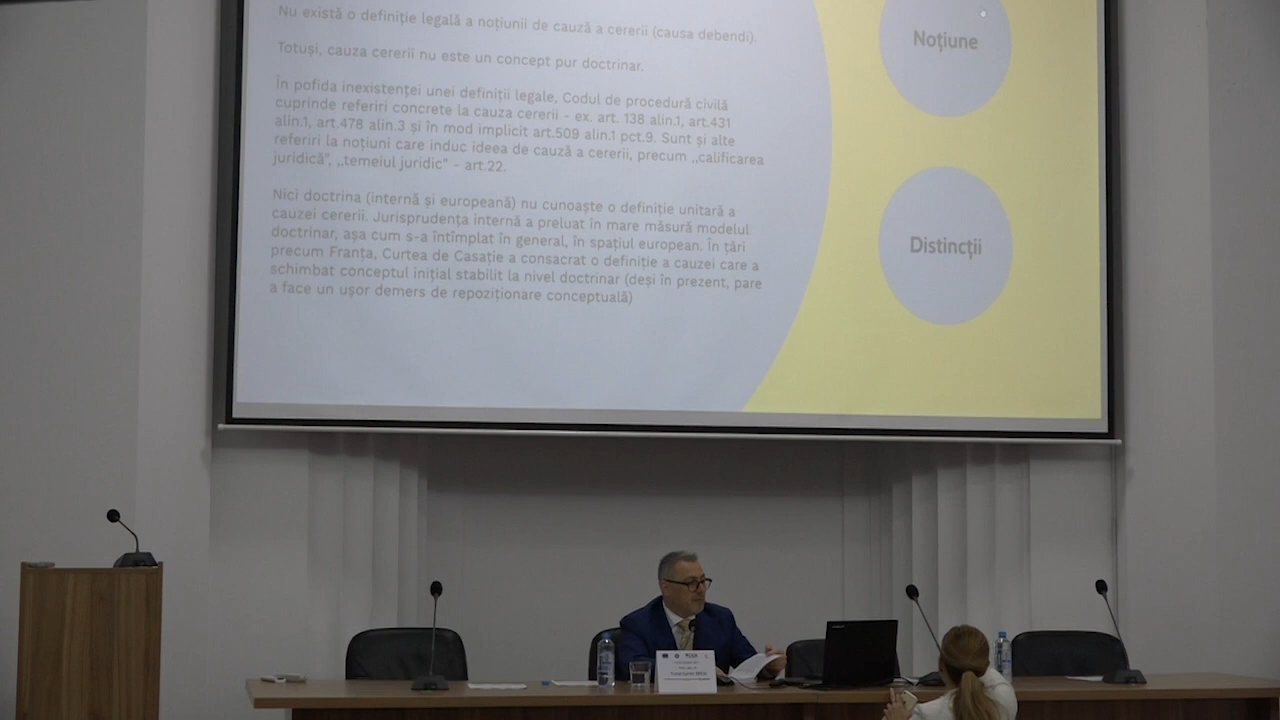 Nu există o definiție legală a noțiunii de cauză a cererii (causa debendi).
Totuși, cauza cererii nu este un concept pur doctrinar.
În pofida inexistenței unei definiții legale, Codul de procedură civilă
cuprinde referiri concrete la cauza cererii - ex. art. 138 alin.1, art.431
alin.1, art.478 alin.3 și în mod implicit art.509 alin.1 pct.9. Sunt și alte
referiri la noțiuni care induc ideea de cauză a cererii, precum ,,calificarea
juridică", ,,temeiul juridic" - art.22.
Nici doctrina (internă și europeană) nu cunoaște o definiție unitară a
cauzei cererii. Jurisprudența internă a preluat în mare măsură modelul
doctrinar, așa cum s-a întîmplat în general, în spațiul european. În țări
precum Franța, Curtea de Casație a consacrat o definiție a cauzei care a
schimbat conceptul inițial stabilit la nivel doctrinar (deși în prezent, pare
a face un ușor demers de repoziționare conceptuală)
Noțiune
Distincții